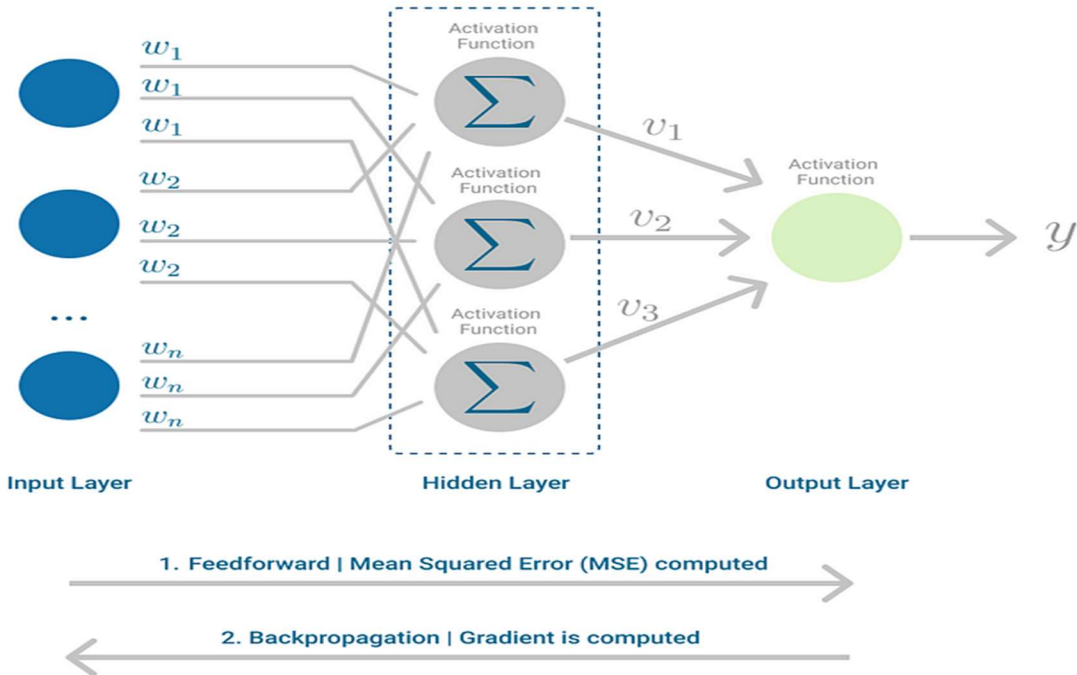 w₁
w₁
w₁
w₂
w₂
w₂
...
wₙ
wₙ
wₙ
Activation
Function
Σ
Activation
Function
Σ
Activation
Function
Σ
v₁
v₂
v₃
Activation
Function
y
Input Layer
Hidden Layer
Output Layer
1. Feedforward | Mean Squared Error (MSE) computed
2. Backpropagation | Gradient is computed